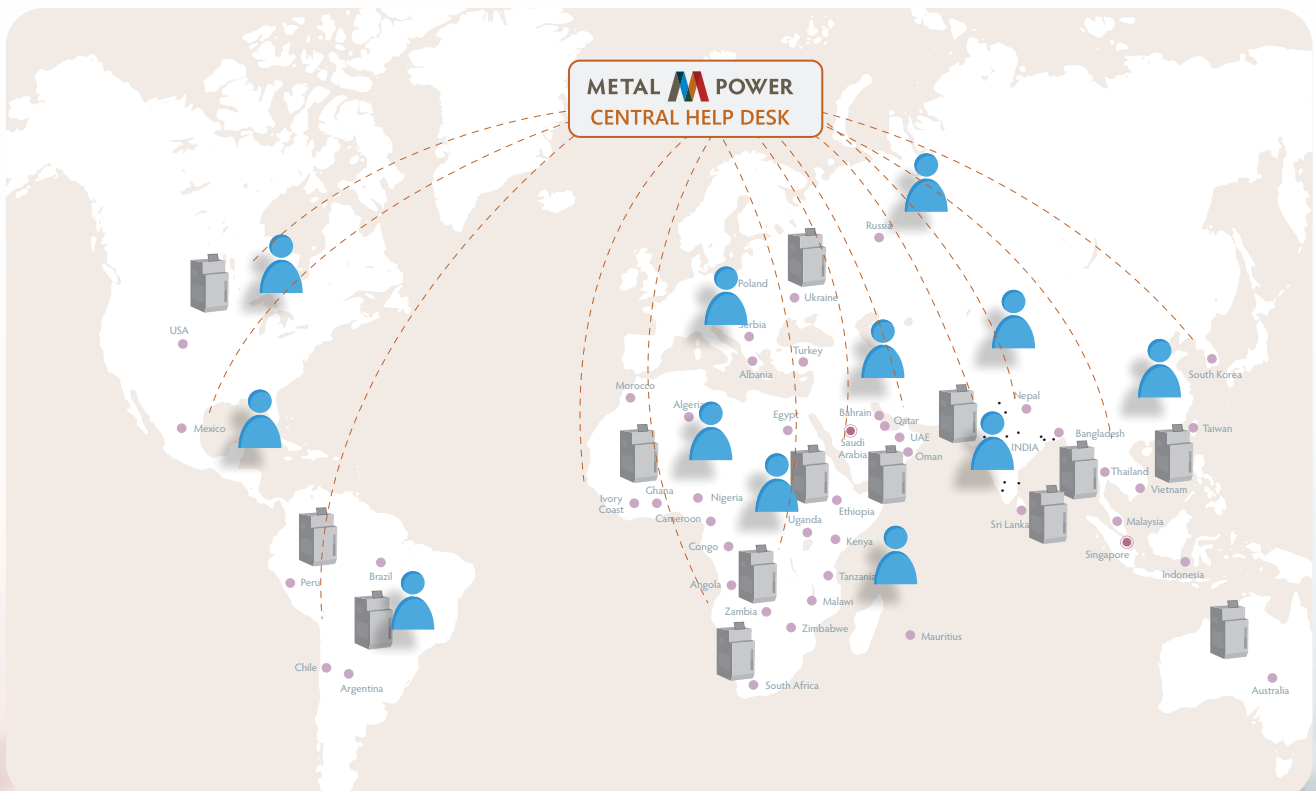 METAL POWER
CENTRAL HELP DESK
Russia
Poland
Ukraine
Serbia
USA
Turkey
Albania
South Korea
Morocco
Algeria
Nepal
Egypt
Bahrain
Qatar
Mexico
Saudi
Arabia
UAE
Oman
INDIA
Bangladesh
Taiwan
Thailand
Vietnam
Ivory
Coast
Ghana
Nigeria
Ethiopia
Cameroon
Uganda
Sri Lanka
Malaysia
Congo
Kenya
Singapore
Peru
Brazil
Angola
Tanzania
Indonesia
Malawi
Zambia
Zimbabwe
Mauritius
Chile
Argentina
South Africa
Australia